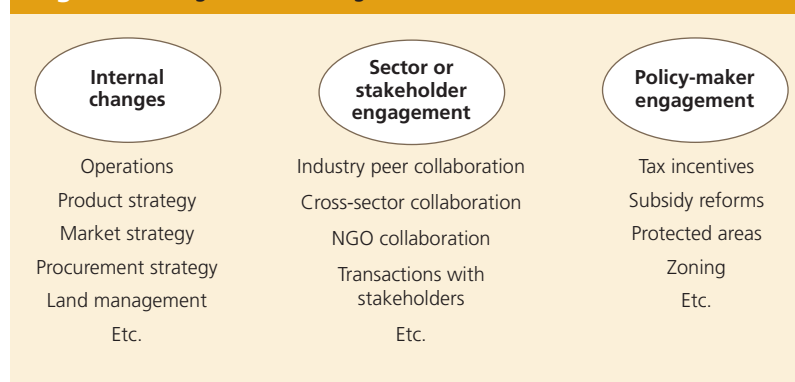 Internal
changes
Operations
Product strategy
Market strategy
Procurement strategy
Land management
Etc.
Sector or
stakeholder
engagement
Industry peer collaboration
Cross-sector collaboration
NGO collaboration
Transactions with
stakeholders
Etc.
Policy-maker
engagement
Tax incentives
Subsidy reforms
Protected areas
Zoning
Etc.